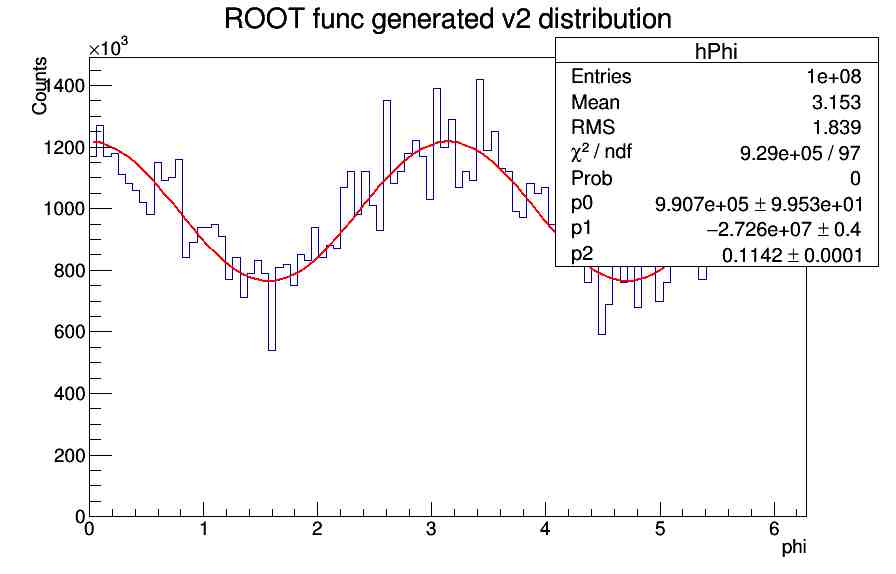 ROOT func generated v2 distribution
×10³
Counts
1400
1200
1000
800
600
400
200
0
0 1 2 3 4 5 6
phi
hPhi
Entries 1e+08
Mean 3.153
RMS 1.839
χ² / ndf 9.29e+05 / 97
Prob 0
p0 9.907e+05 ± 9.953e+01
p1 −2.726e+07 ± 0.4
p2 0.1142 ± 0.0001